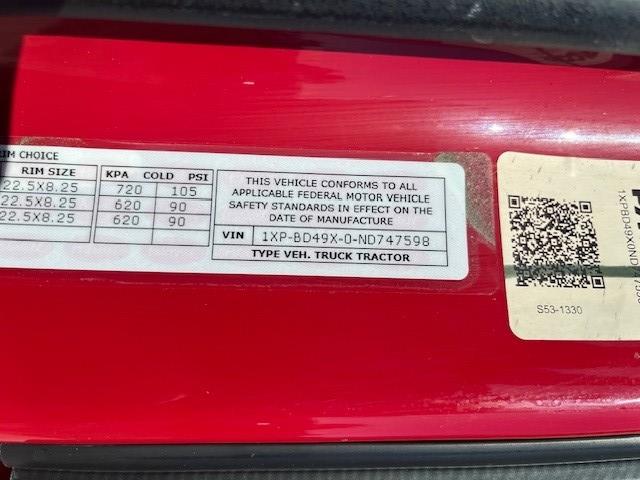 RIM CHOICE
RIM SIZE KPA COLD PSI
22.5X8.25 720 105
22.5X8.25 620 90
22.5X8.25 620 90
THIS VEHICLE CONFORMS TO ALL
APPLICABLE FEDERAL MOTOR VEHICLE
SAFETY STANDARDS IN EFFECT ON THE
DATE OF MANUFACTURE
VIN 1XP-BD49X-0-ND747598
TYPE VEH. TRUCK TRACTOR
S53-1330